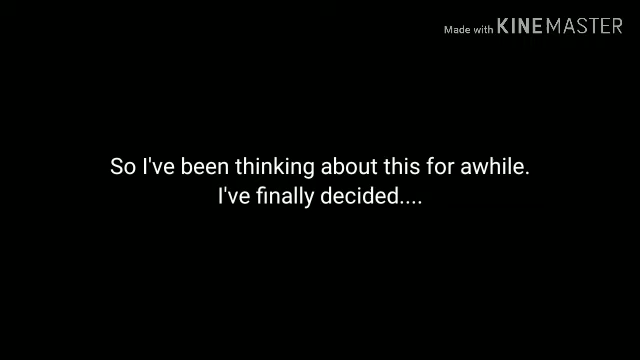 Made with KINEMASTER
So I've been thinking about this for awhile.
I've finally decided....